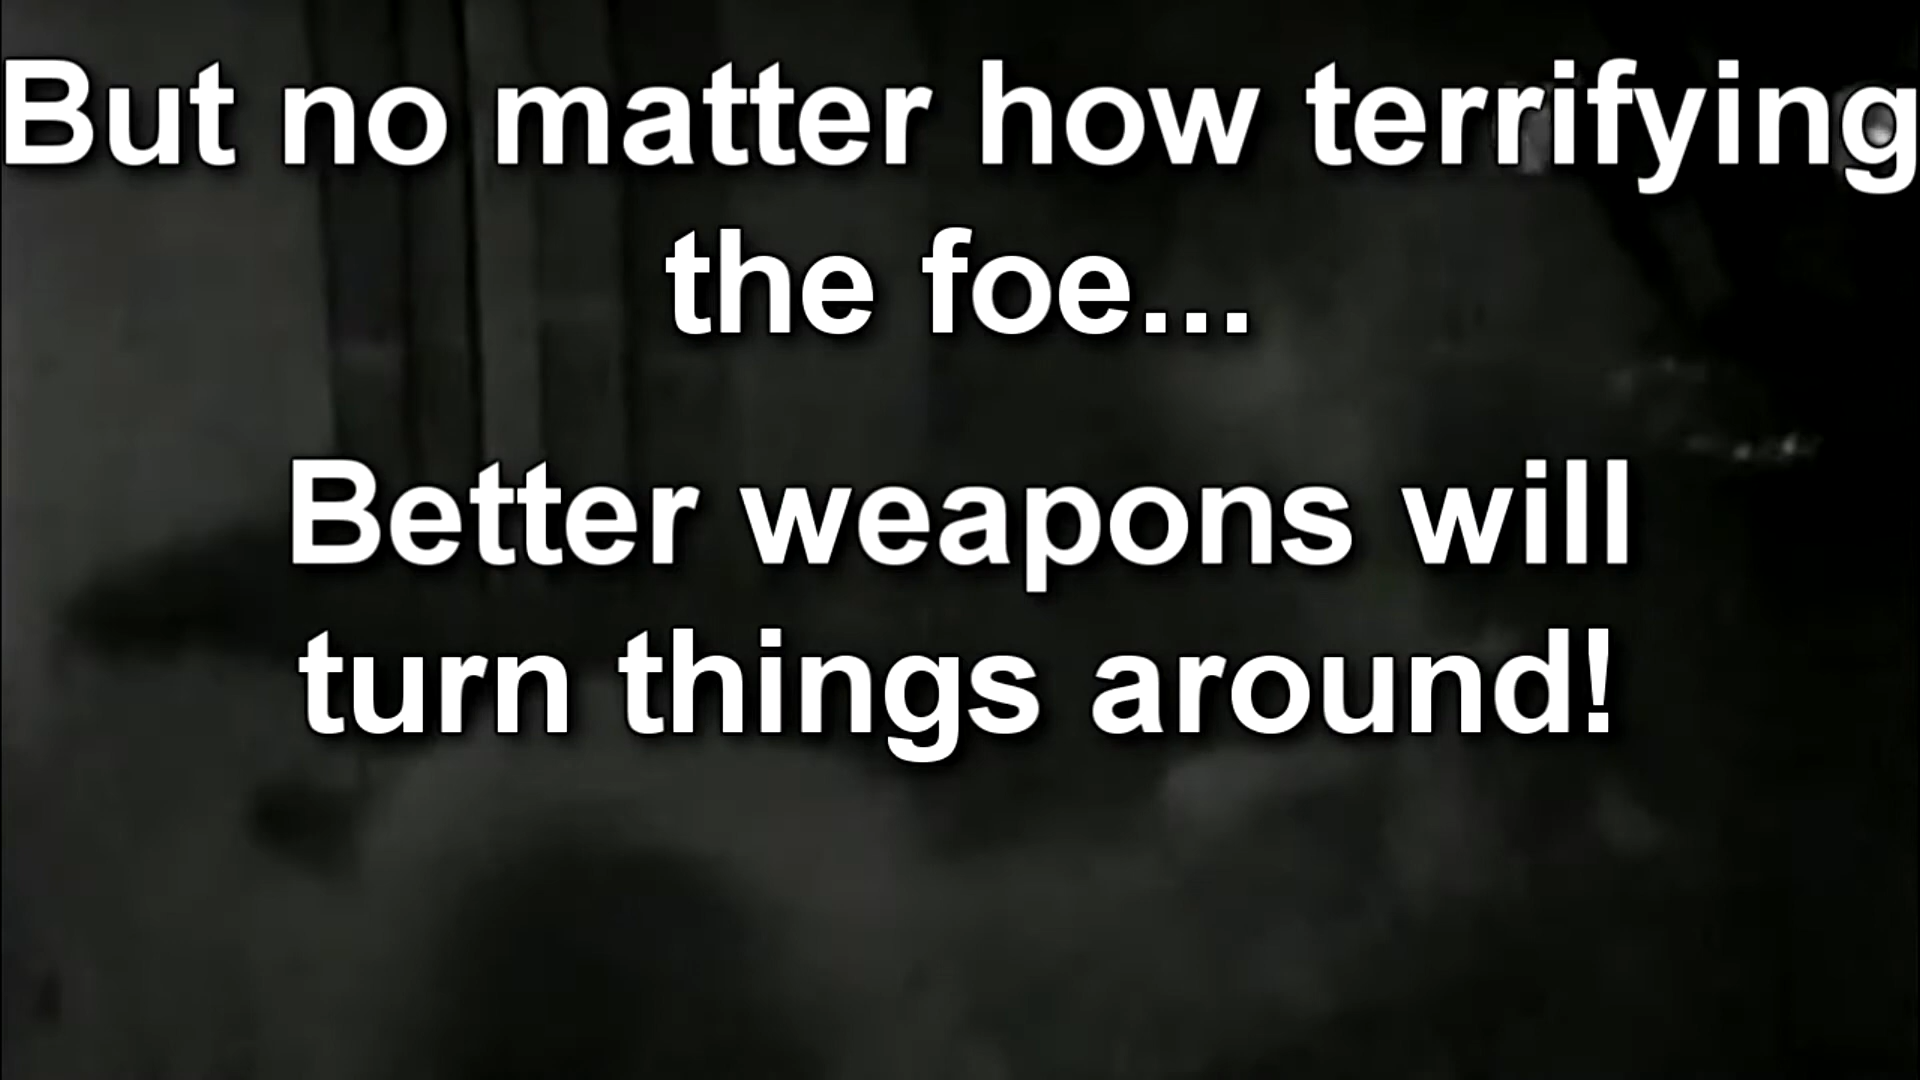 But no matter how terrifying
the foe...
Better weapons will
turn things around!